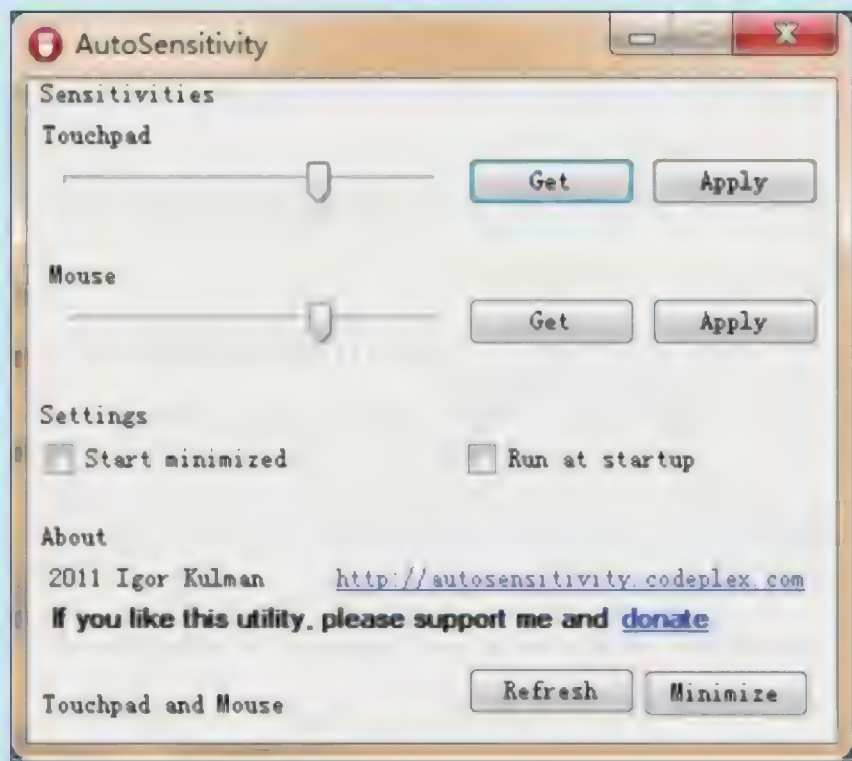 AutoSensitivity
Sensitivities
Touchpad
Get Apply
Mouse
Get Apply
Settings
Start minimized Run at startup
About
2011 Igor Kulman http://autosensitivity.codeplex.com
If you like this utility, please support me and donate
Touchpad and Mouse Refresh Minimize